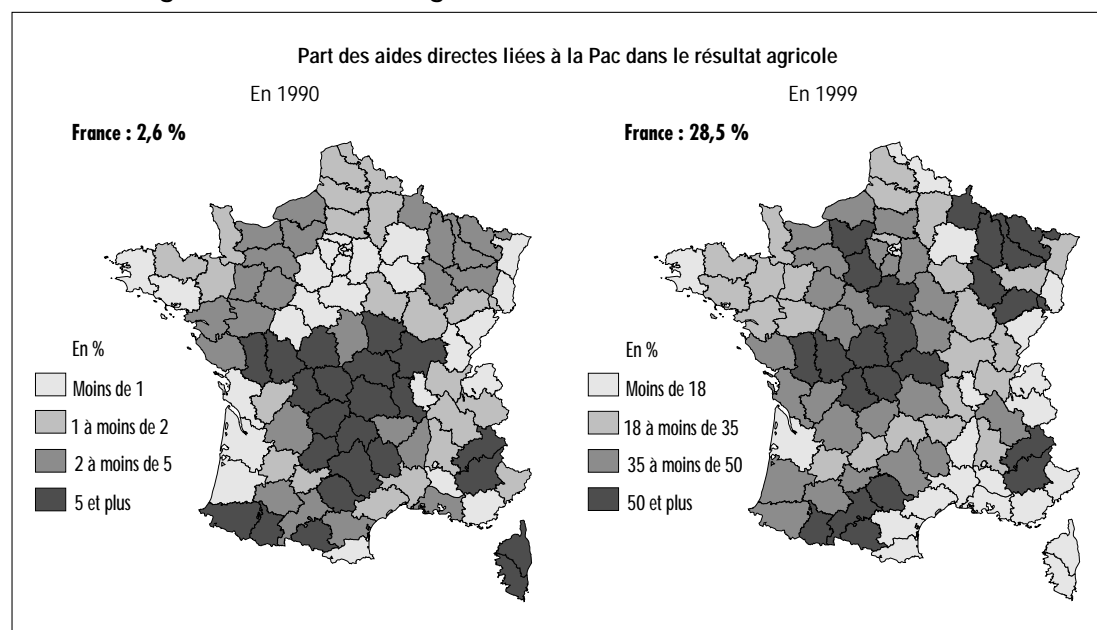 Part des aides directes liées à la Pac dans le résultat agricole
En 1990
France : 2,6 %
En %
Moins de 1
1 à moins de 2
2 à moins de 5
5 et plus
En 1999
France : 28,5 %
En %
Moins de 18
18 à moins de 35
35 à moins de 50
50 et plus